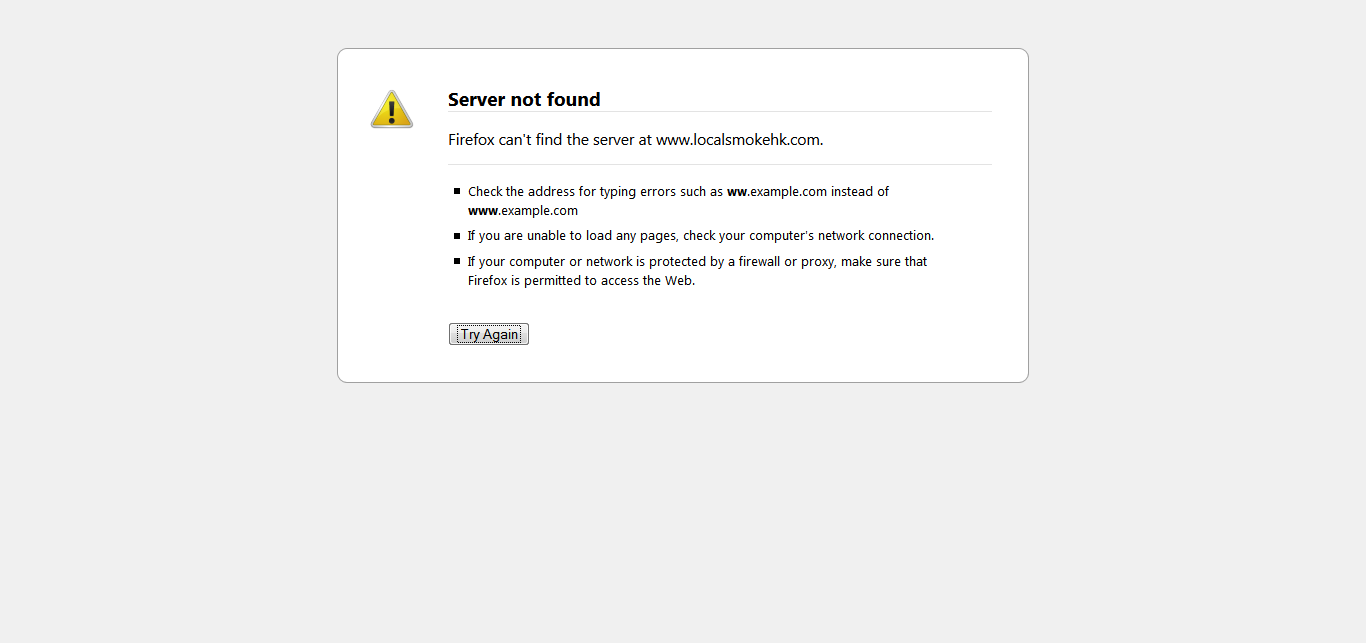 Server not found
Firefox can't find the server at www.localsmokehk.com.
Check the address for typing errors such as ww.example.com instead of
www.example.com
If you are unable to load any pages, check your computer's network connection.
If your computer or network is protected by a firewall or proxy, make sure that
Firefox is permitted to access the Web.
Try Again